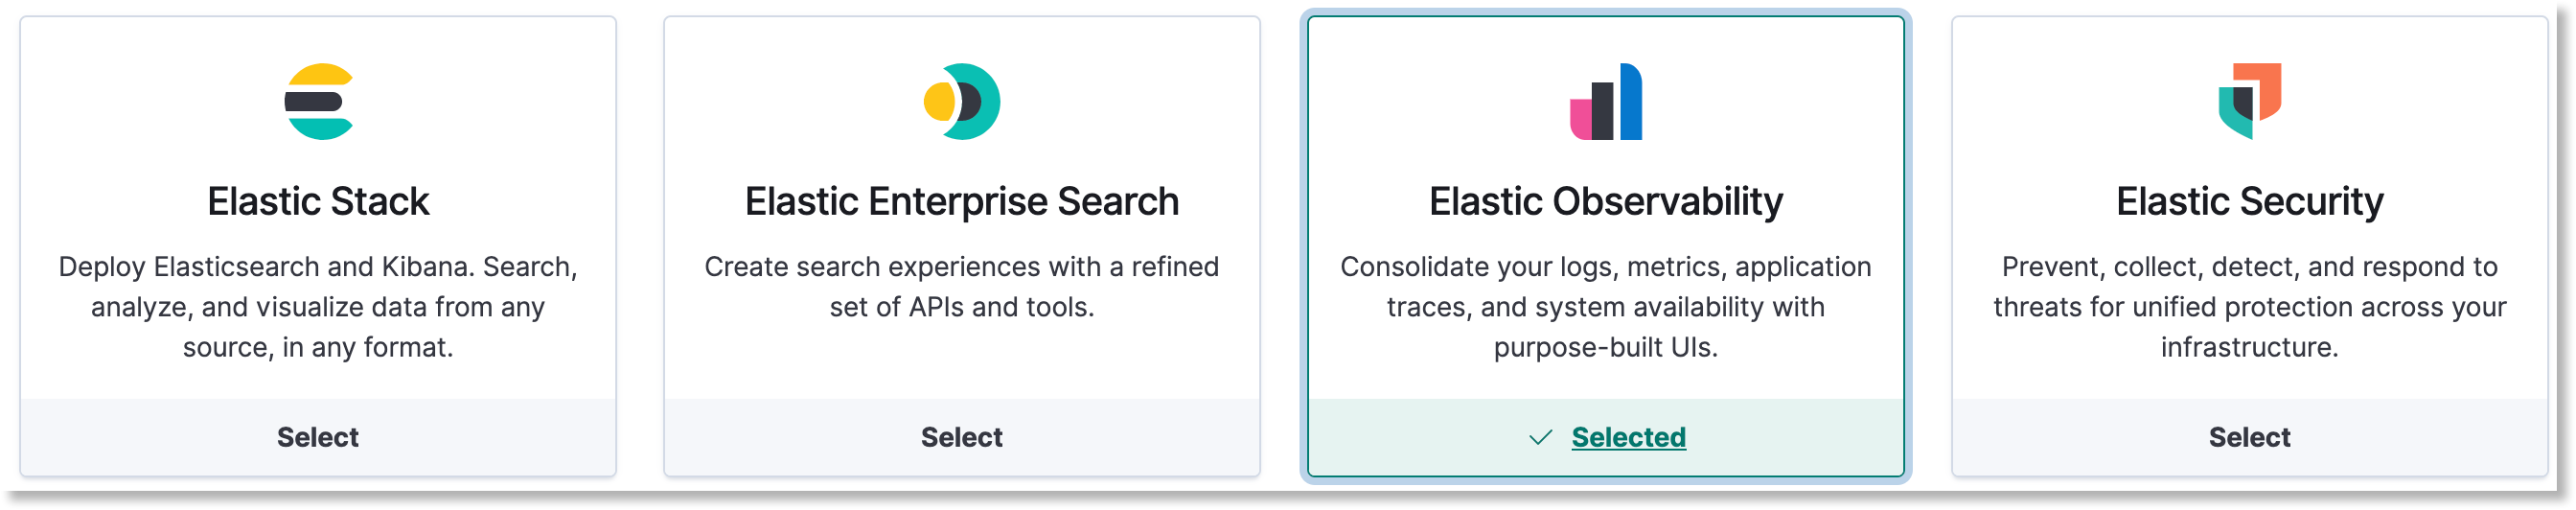 Elastic Stack
Deploy Elasticsearch and Kibana. Search,
analyze, and visualize data from any
source, in any format.
Select
Elastic Enterprise Search
Create search experiences with a refined
set of APIs and tools.
Select
Elastic Observability
Consolidate your logs, metrics, application
traces, and system availability with
purpose-built UIs.
Selected
Elastic Security
Prevent, collect, detect, and respond to
threats for unified protection across your
infrastructure.
Select